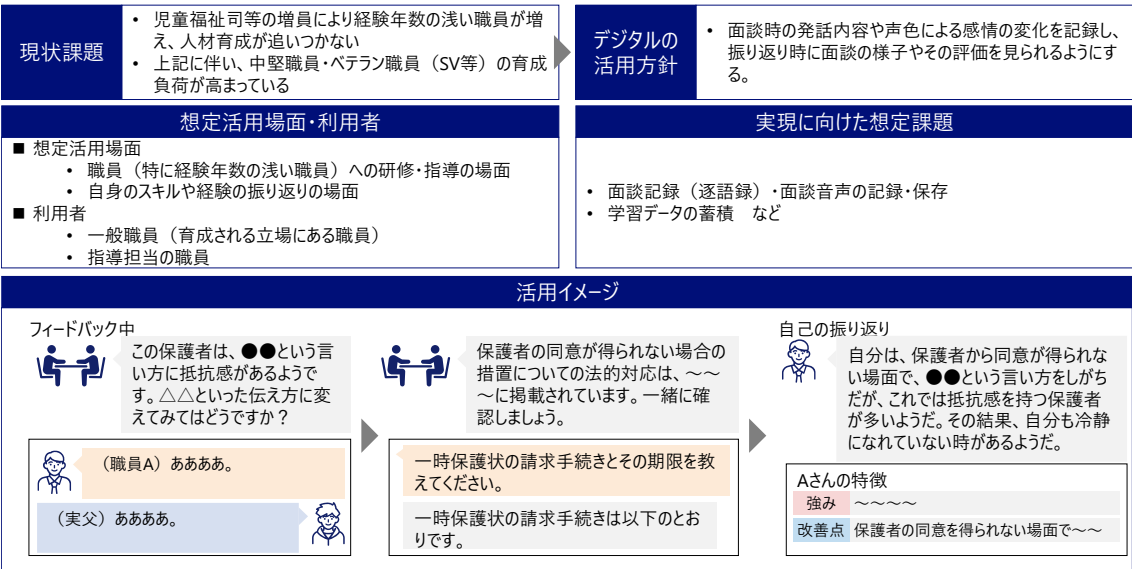 現状課題
• 児童福祉司等の増員により経験年数の浅い職員が増
え、人材育成が追いつかない
• 上記に伴い、中堅職員・ベテラン職員（SV等）の育成
負荷が高まっている
デジタルの
活用方針
• 面談時の発話内容や声色による感情の変化を記録し、
振り返り時に面談の様子やその評価を見られるようにす
る。
想定活用場面・利用者
■ 想定活用場面
• 職員（特に経験年数の浅い職員）への研修・指導の場面
• 自身のスキルや経験の振り返りの場面
■ 利用者
• 一般職員（育成される立場にある職員）
• 指導担当の職員
実現に向けた想定課題
• 面談記録（逐語録）・面談音声の記録・保存
• 学習データの蓄積　など
活用イメージ
フィードバック中
この保護者は、●●という言
い方に抵抗感があるようで
す。△△といった伝え方に変
えてみてはどうですか？
（職員A）ああああ。
（実父）ああああ。
保護者の同意が得られない場合の
措置についての法的対応は、～～
～に掲載されています。一緒に確
認しましょう。
一時保護状の請求手続きとその期限を教
えてください。
一時保護状の請求手続きは以下のとお
りです。
自己の振り返り
自分は、保護者から同意が得られな
い場面で、●●という言い方をしがち
だが、これでは抵抗感を持つ保護者
が多いようだ。その結果、自分も冷静
になれていない時があるようだ。
Aさんの特徴
強み ～～～～
改善点 保護者の同意を得られない場面で～～